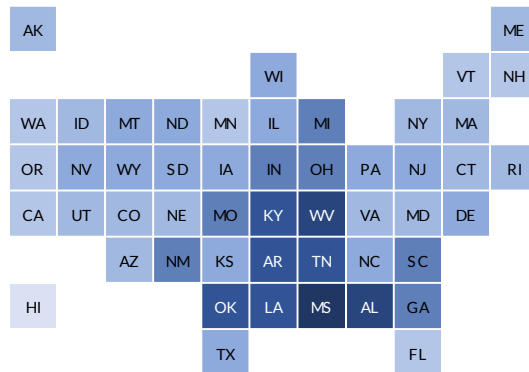 AK ME
WI VT NH
WA ID MT ND MN IL MI NY MA
OR NV WY SD IA IN OH PA NJ CT RI
CA UT CO NE MO KY WV VA MD DE
AZ NM KS AR TN NC SC
HI OK LA MS AL GA
TX FL